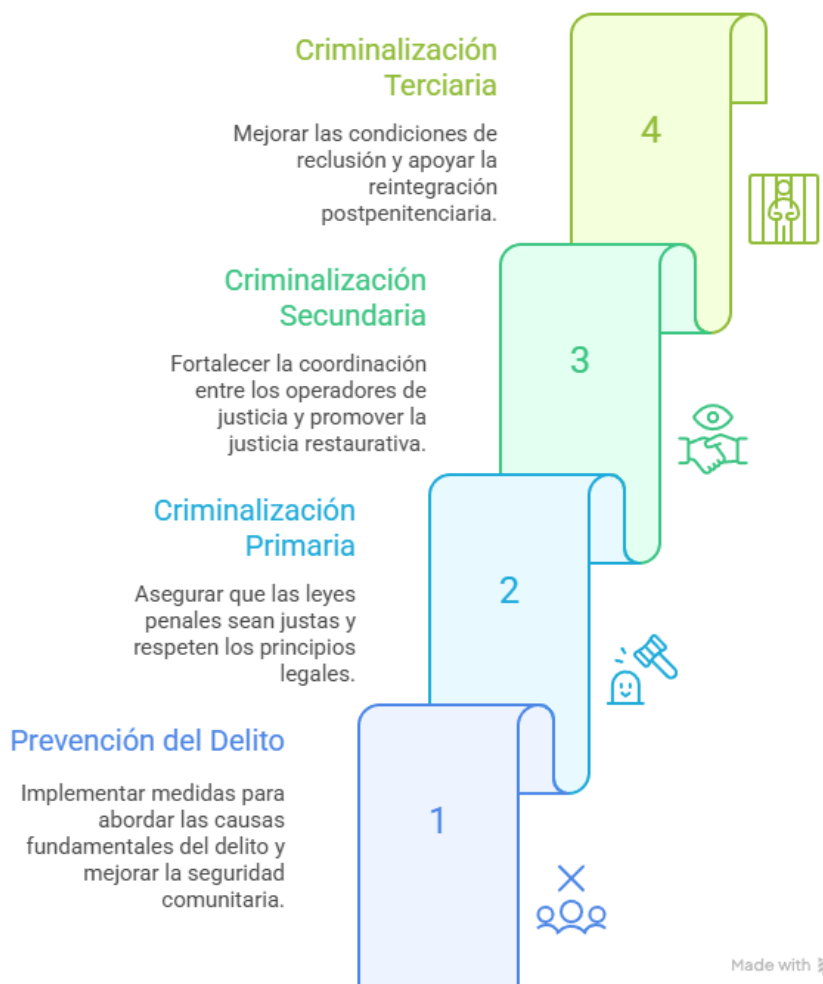 Criminalización
Terciaria
Mejorar las condiciones de
reclusión y apoyar la
reintegración
postpenitenciaria.
4
Criminalización
Secundaria
Fortalecer la coordinación
entre los operadores de
justicia y promover la
justicia restaurativa.
3
Criminalización
Primaria
Asegurar que las leyes
penales sean justas y
respeten los principios
legales.
2
Prevención del Delito
Implementar medidas para
abordar las causas
fundamentales del delito y
mejorar la seguridad
comunitaria.
1
Made with